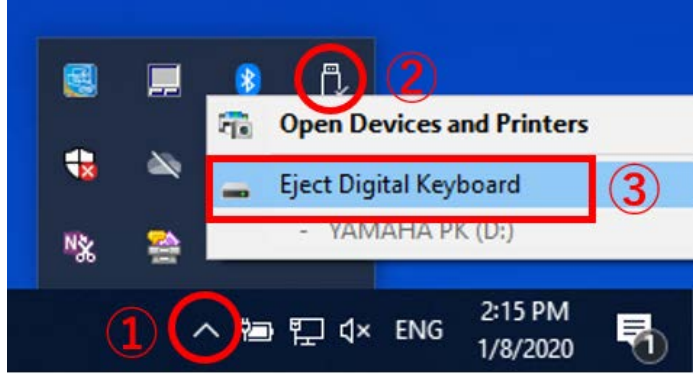 ②
Open Devices and Printers
Eject Digital Keyboard
③
- YAMAHA PK (D:)
N
①
ENG
2:15 PM
1/8/2020
1